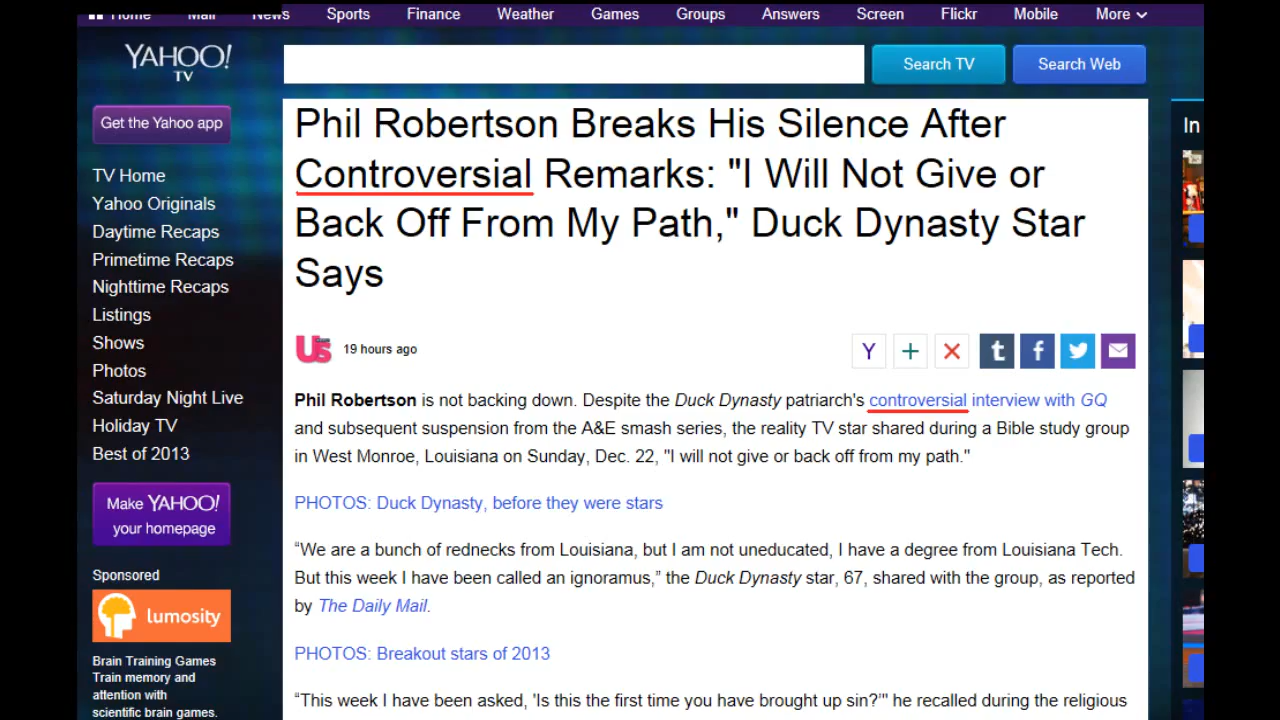 Home Mail News Sports Finance Weather Games Groups Answers Screen Flickr Mobile More
YAHOO!
TV
Search TV
Search Web
Get the Yahoo app
TV Home
Yahoo Originals
Daytime Recaps
Primetime Recaps
Nighttime Recaps
Listings
Shows
Photos
Saturday Night Live
Holiday TV
Best of 2013
Make YAHOO!
your homepage
Sponsored
lumosity
Brain Training Games
Train memory and
attention with
scientific brain games.
Phil Robertson Breaks His Silence After
Controversial Remarks: "I Will Not Give or
Back Off From My Path," Duck Dynasty Star
Says
Us
19 hours ago
Y
t f
Phil Robertson is not backing down. Despite the Duck Dynasty patriarch's controversial interview with GQ
and subsequent suspension from the A&E smash series, the reality TV star shared during a Bible study group
in West Monroe, Louisiana on Sunday, Dec. 22, "I will not give or back off from my path."
PHOTOS: Duck Dynasty, before they were stars
“We are a bunch of rednecks from Louisiana, but I am not uneducated, I have a degree from Louisiana Tech.
But this week I have been called an ignoramus,” the Duck Dynasty star, 67, shared with the group, as reported
by The Daily Mail.
PHOTOS: Breakout stars of 2013
“This week I have been asked, 'Is this the first time you have brought up sin?'" he recalled during the religious
In